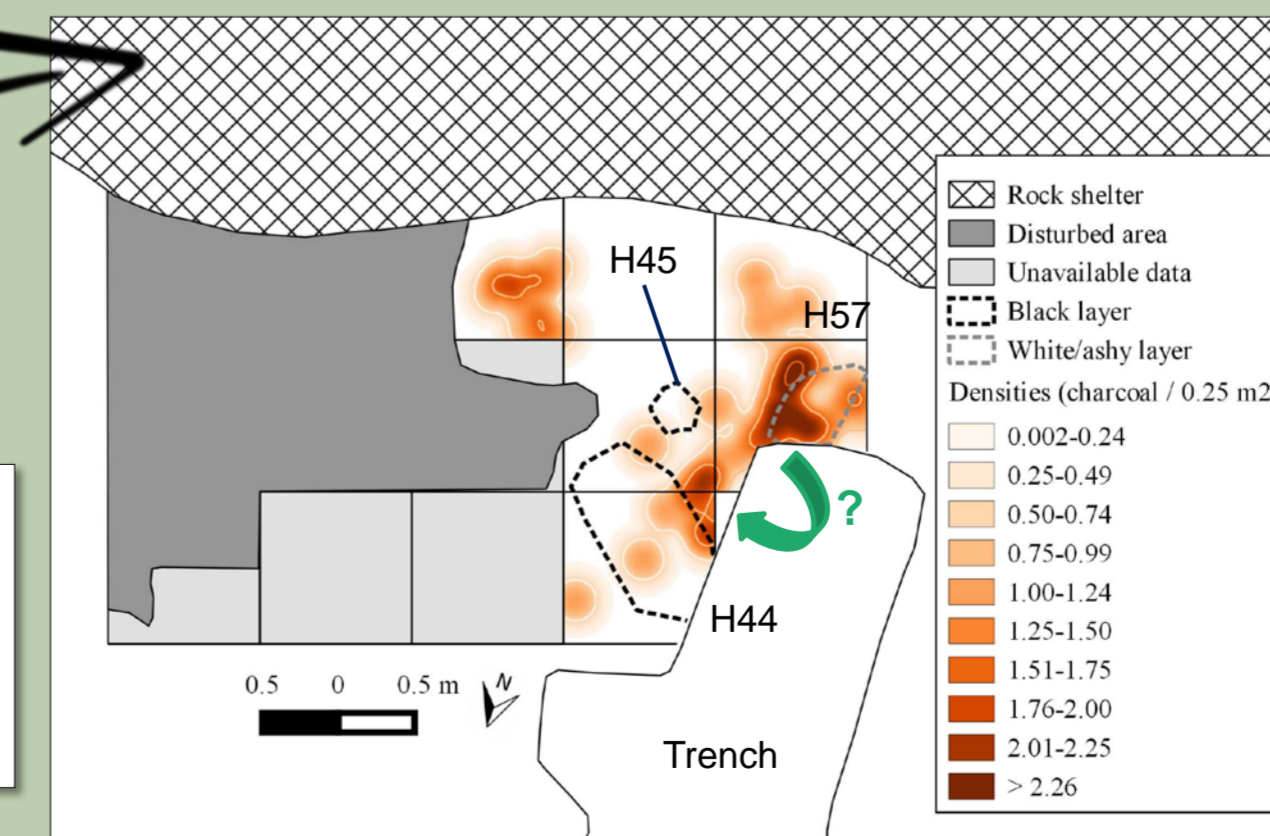 H45
H57
?
H44
Trench
0.5 0 0.5 m
N
Rock shelter
Disturbed area
Unavailable data
Black layer
White/ashy layer
Densities (charcoal / 0.25 m2
0.002-0.24
0.25-0.49
0.50-0.74
0.75-0.99
1.00-1.24
1.25-1.50
1.51-1.75
1.76-2.00
2.01-2.25
> 2.26